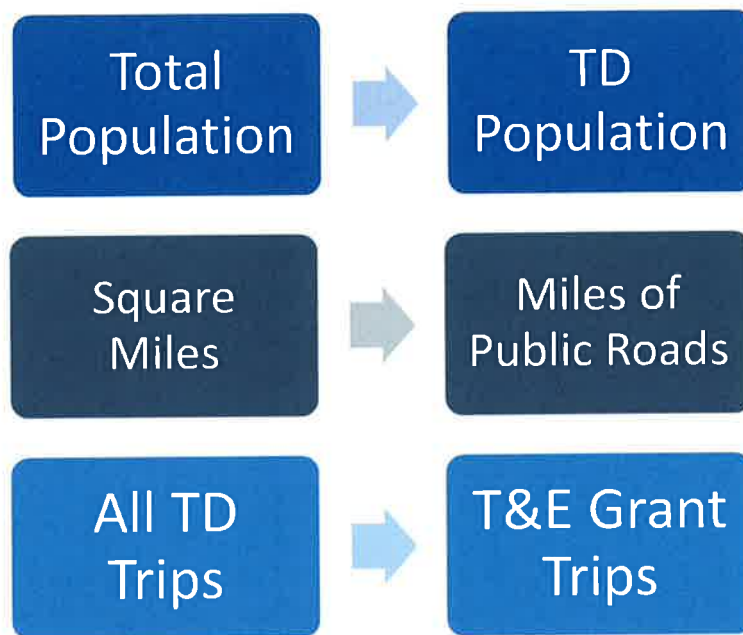 Total
Population
TD
Population
Square
Miles
Miles of
Public Roads
All TD
Trips
T&E Grant
Trips